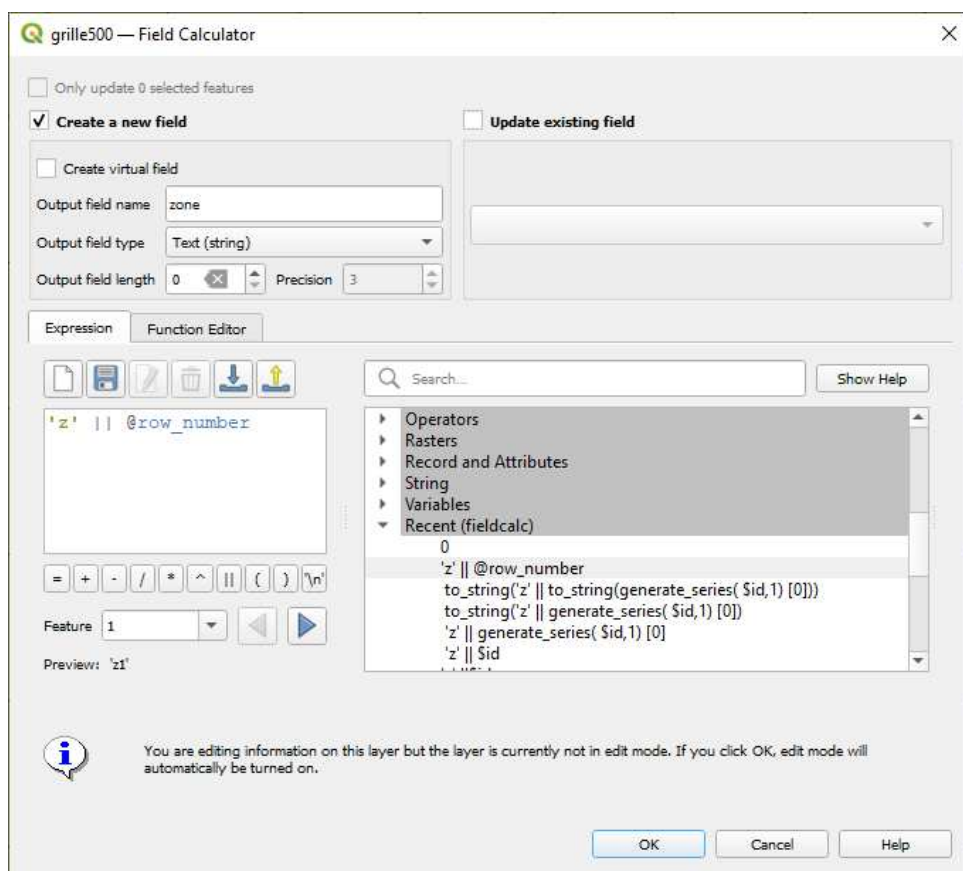 grille500 — Field Calculator
Only update 0 selected features
Create a new field
Update existing field
Create virtual field
Output field name zone
Output field type Text (string)
Output field length 0 Precision 3
Expression Function Editor
Search... Show Help
'z' || @row_number
Operators
Rasters
Record and Attributes
String
Variables
Recent (fieldcalc)
0
'z' || @row_number
to_string('z' || to_string(generate_series( $id,1) [0]))
to_string('z' || generate_series( $id,1) [0])
'z' || generate_series( $id,1) [0]
'z' || $id
= + - / * ^ || ( ) '\n'
Feature 1
Preview: 'z1'
You are editing information on this layer but the layer is currently not in edit mode. If you click OK, edit mode will
automatically be turned on.
OK Cancel Help